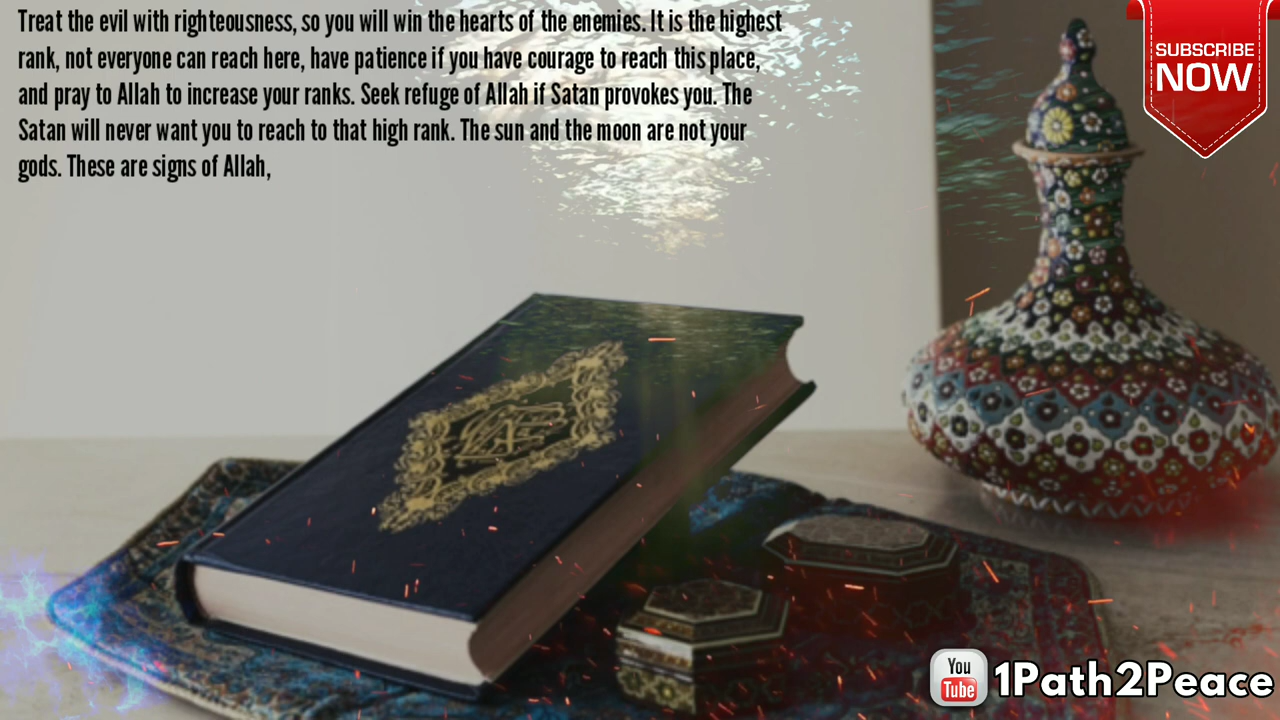 Treat the evil with righteousness, so you will win the hearts of the enemies. It is the highest
rank, not everyone can reach here, have patience if you have courage to reach this place,
and pray to Allah to increase your ranks. Seek refuge of Allah if Satan provokes you. The
Satan will never want you to reach to that high rank. The sun and the moon are not your
gods. These are signs of Allah,
SUBSCRIBE
NOW
You
Tube
1Path2Peace